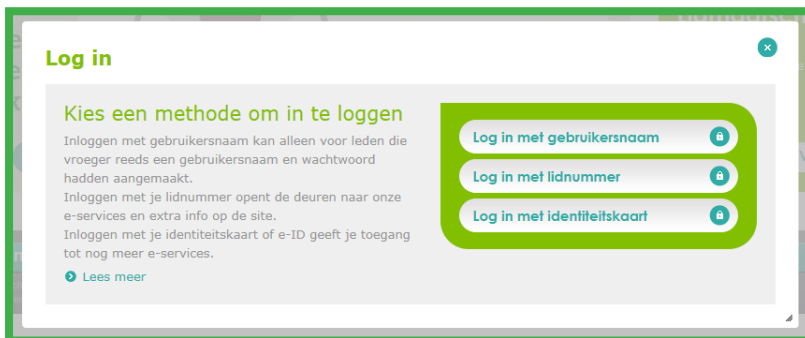 Log in
Kies een methode om in te loggen
Inloggen met gebruikersnaam kan alleen voor leden die
vroeger reeds een gebruikersnaam en wachtwoord
hadden aangemaakt.
Inloggen met je lidnummer opent de deuren naar onze
e-services en extra info op de site.
Inloggen met je identiteitskaart of e-ID geeft je toegang
tot nog meer e-services.
Lees meer
Log in met gebruikersnaam
Log in met lidnummer
Log in met identiteitskaart